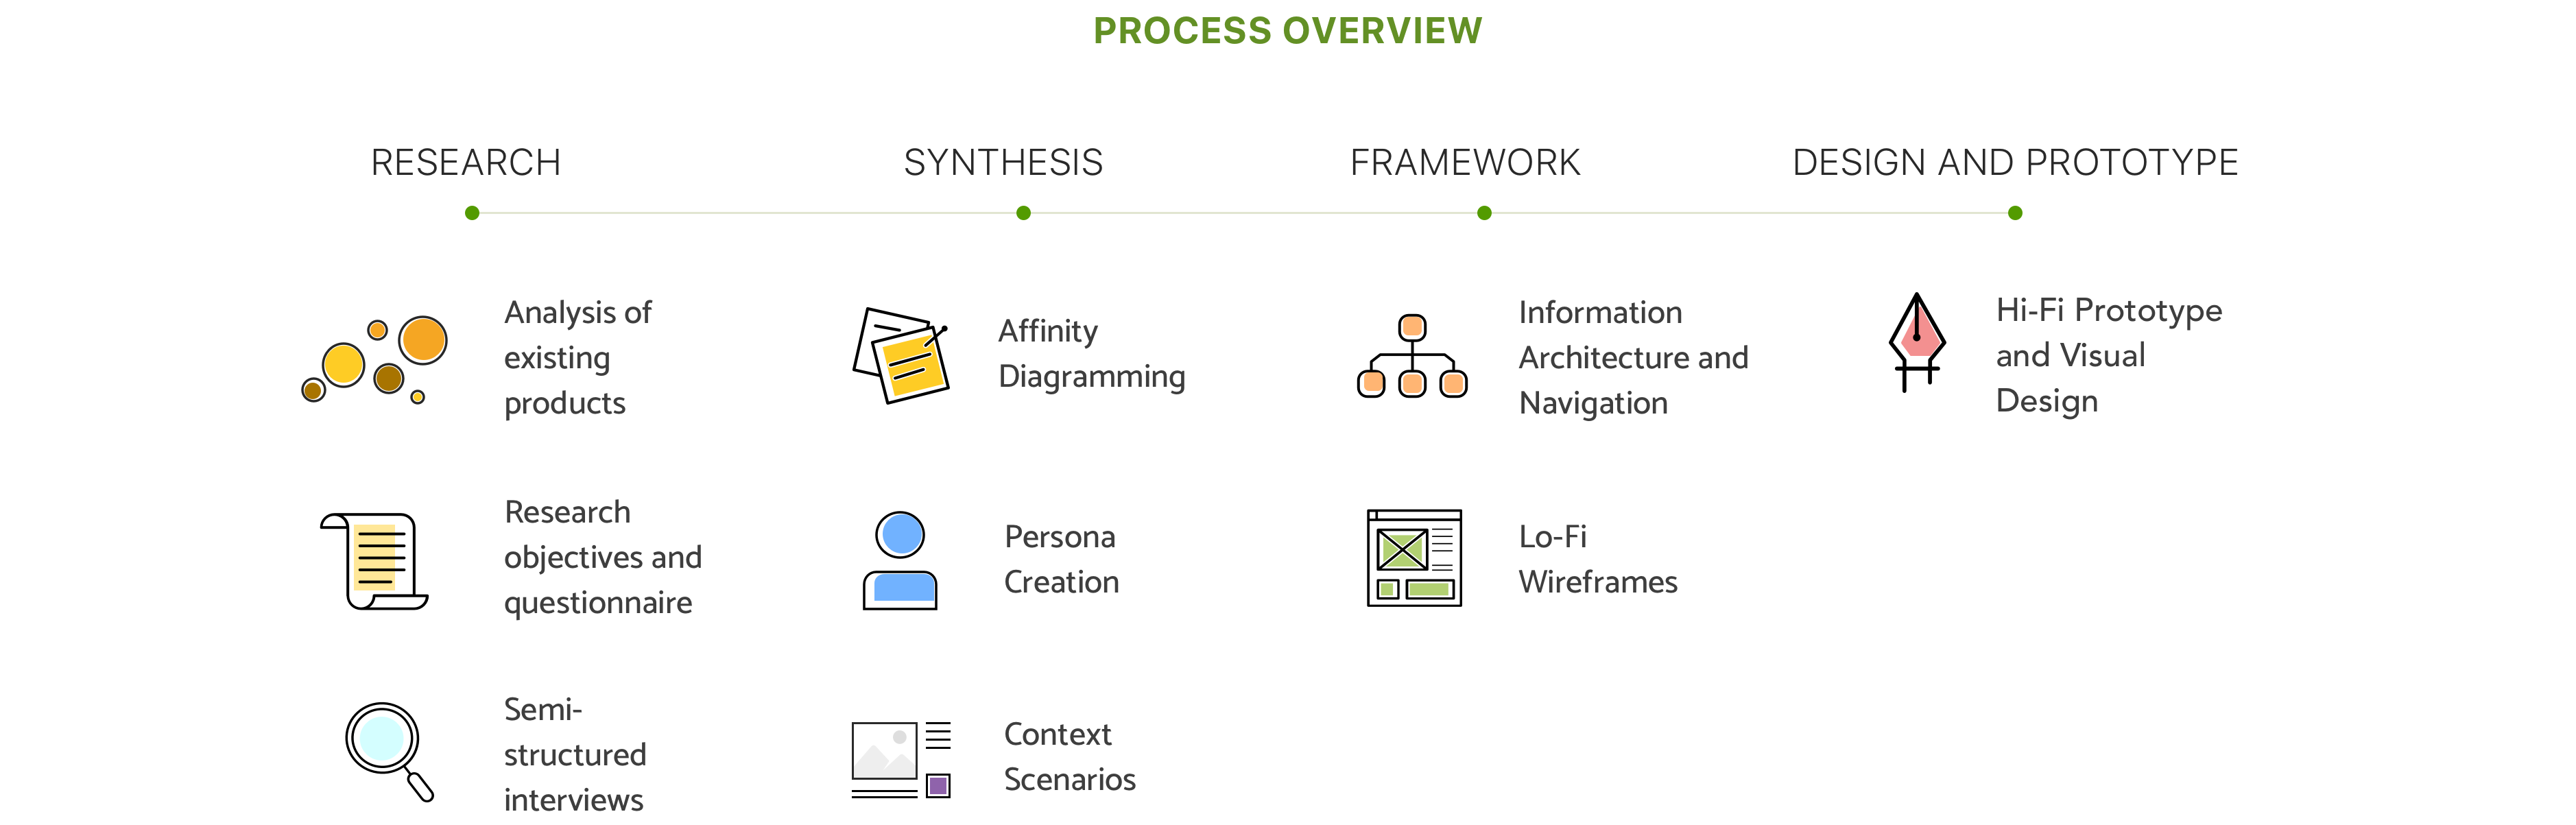 PROCESS OVERVIEW
RESEARCH
SYNTHESIS
FRAMEWORK
DESIGN AND PROTOTYPE
Analysis of
existing
products
Research
objectives and
questionnaire
Semi-
structured
interviews
Affinity
Diagramming
Persona
Creation
Context
Scenarios
Information
Architecture and
Navigation
Lo-Fi
Wireframes
Hi-Fi Prototype
and Visual
Design